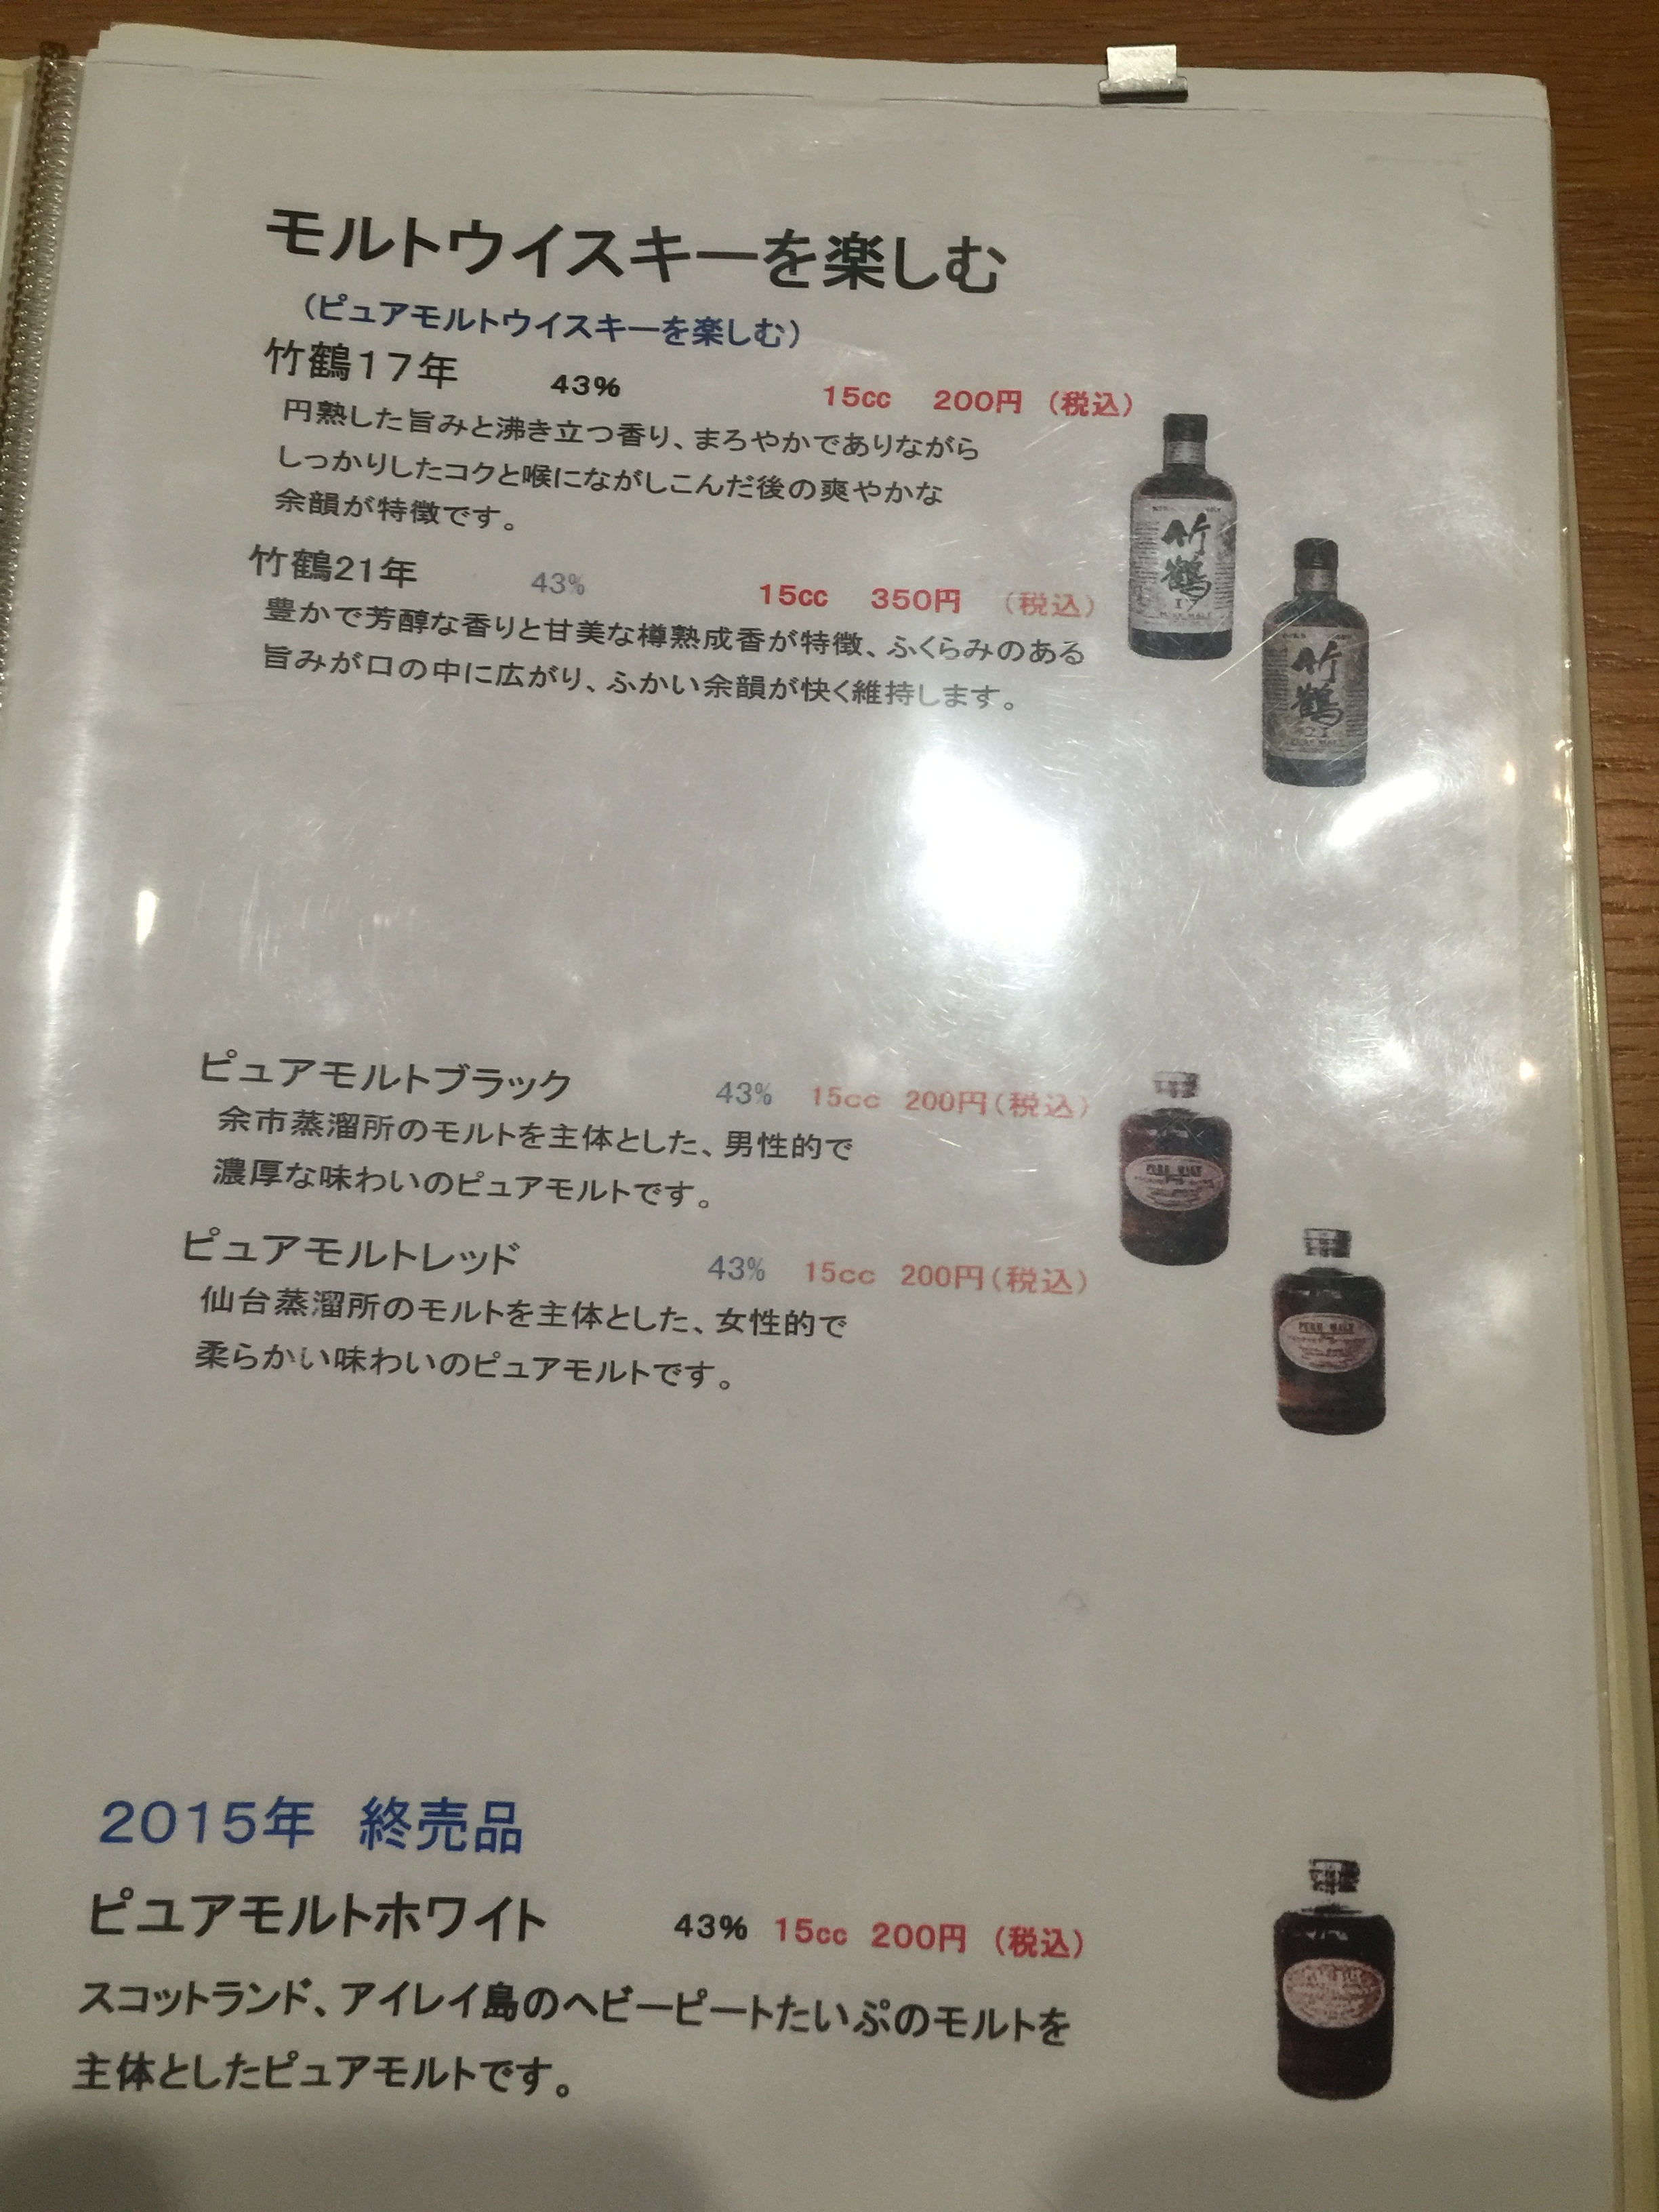 モルトウイスキーを楽しむ
（ピュアモルトウイスキーを楽しむ）
竹鶴１７年 43% 15cc 200円 （税込）
円熟した旨みと沸き立つ香り、まろやかでありながら
しっかりしたコクと喉にながしこんだ後の爽やかな
余韻が特徴です。
竹鶴21年 43% 15cc 350円 （税込）
豊かで芳醇な香りと甘美な樽熟成香が特徴、ふくらみのある
旨みが口の中に広がり、ふかい余韻が快く維持します。
竹鶴
17
竹鶴
21
ピュアモルトブラック 43% 15cc 200円（税込）
余市蒸溜所のモルトを主体とした、男性的で
濃厚な味わいのピュアモルトです。
PURE MALT
ピュアモルトレッド 43% 15cc 200円（税込）
仙台蒸溜所のモルトを主体とした、女性的で
柔らかい味わいのピュアモルトです。
PURE MALT
2015年 終売品
ピュアモルトホワイト 43% 15cc 200円 （税込）
スコットランド、アイレイ島のヘビーピートたいぷのモルトを
主体としたピュアモルトです。